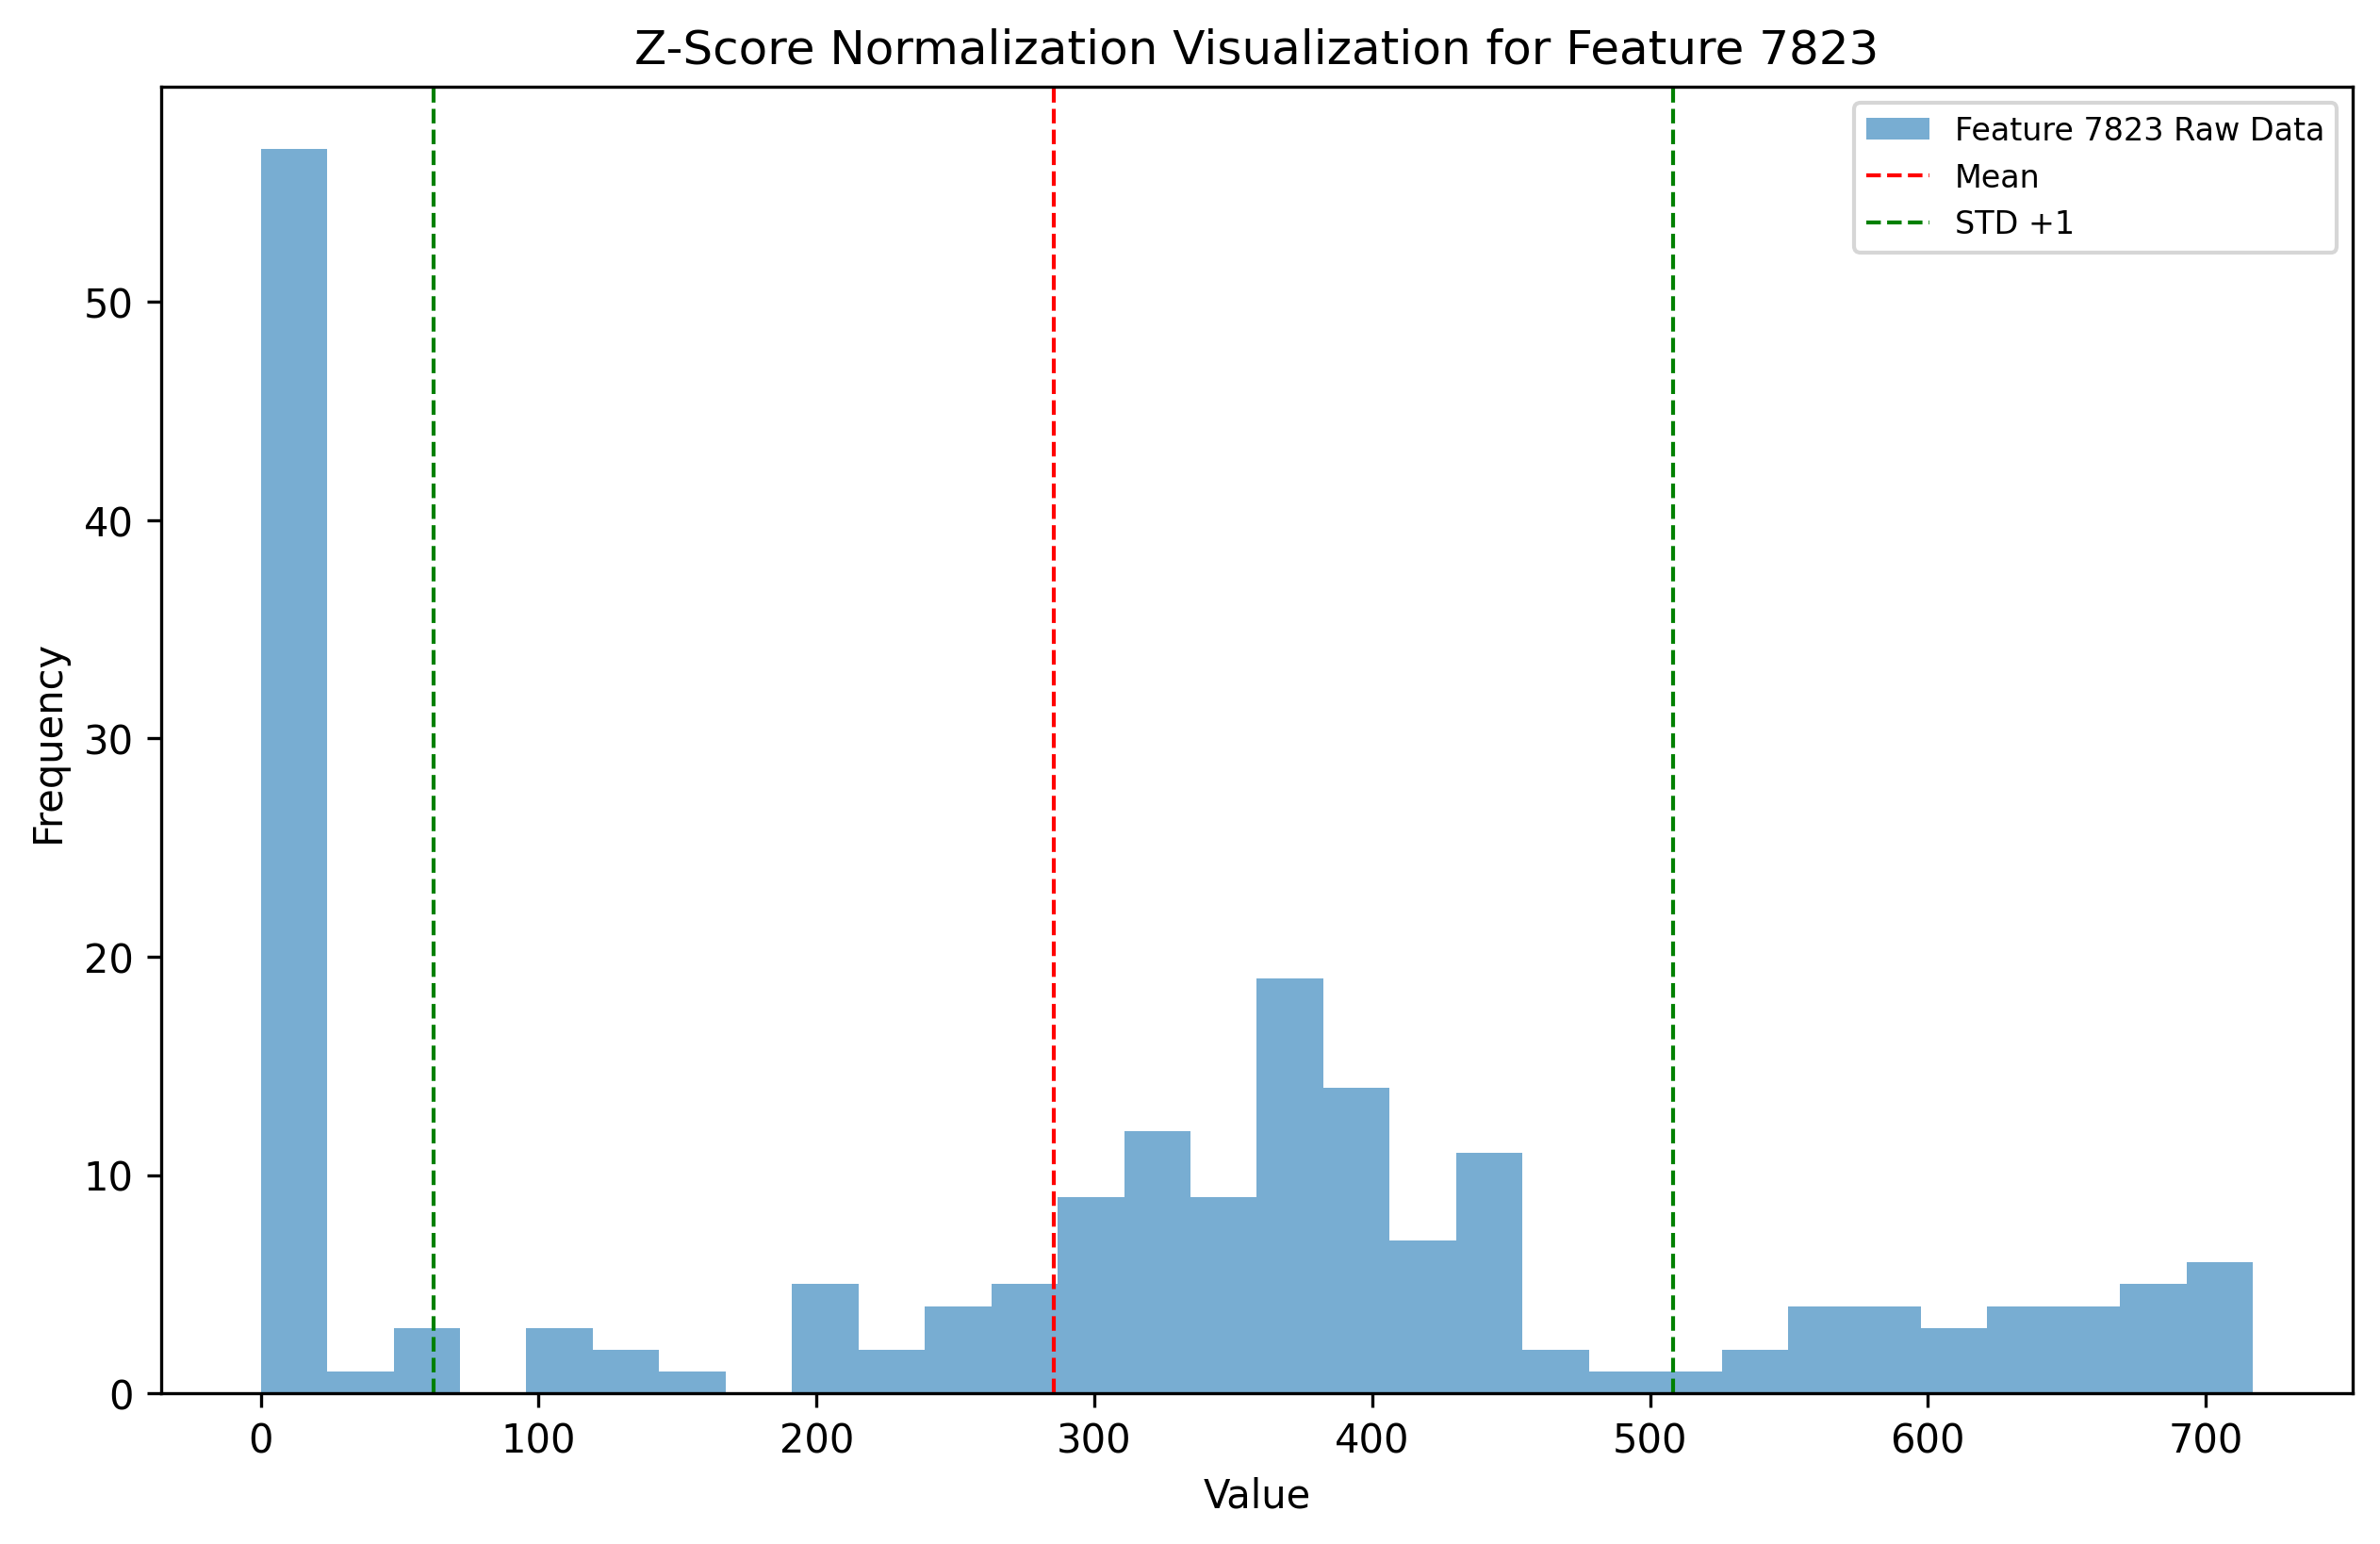 Z-Score Normalization Visualization for Feature 7823
Feature 7823 Raw Data
Mean
STD +1
50
40
30
20
10
0
Frequency
0 100 200 300 400 500 600 700
Value